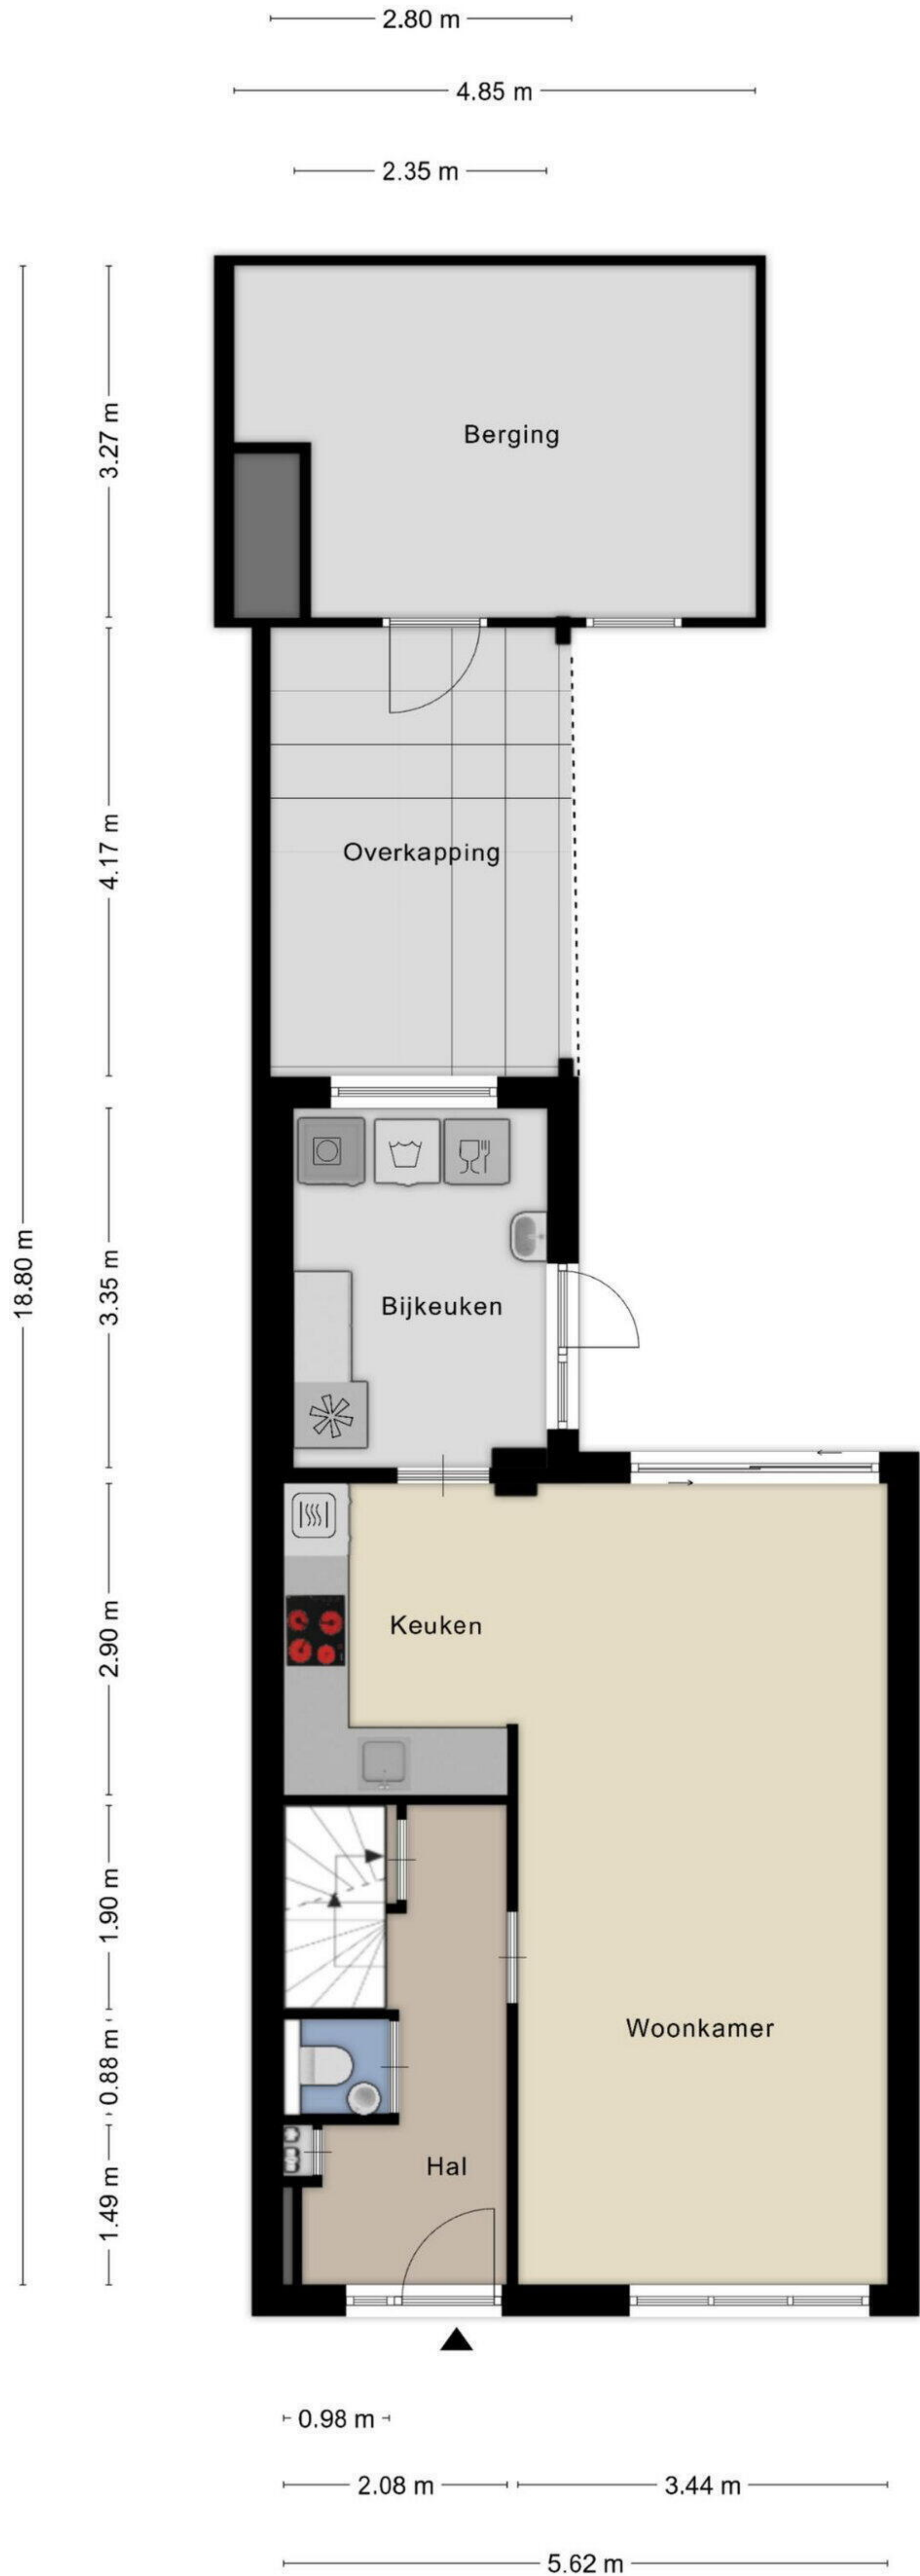 2.80 m
4.85 m
2.35 m
3.27 m
Berging
4.17 m
Overkapping
18.80 m
3.35 m
Bijkeuken
2.90 m
Keuken
1.90 m
Woonkamer
0.88 m
1.49 m
Hal
0.98 m
2.08 m
3.44 m
5.62 m